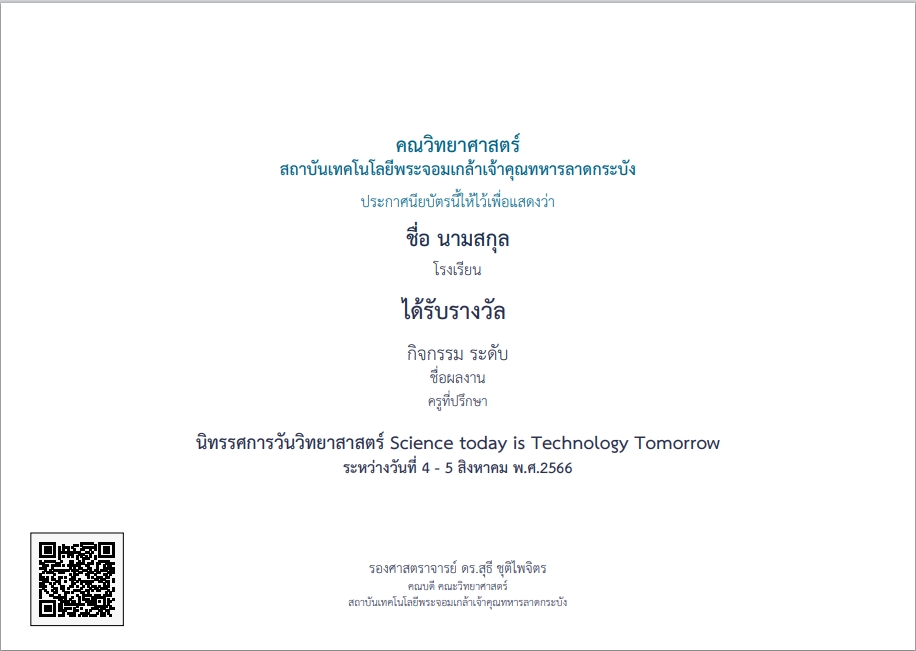 คณวิทยาศาสตร์
สถาบันเทคโนโลยีพระจอมเกล้าเจ้าคุณทหารลาดกระบัง
ประกาศนียบัตรนี้ให้ไว้เพื่อแสดงว่า
ชื่อ นามสกุล
โรงเรียน
ได้รับรางวัล
กิจกรรม ระดับ
ชื่อผลงาน
ครูที่ปรึกษา
นิทรรศการวันวิทยาสาสตร์ Science today is Technology Tomorrow
ระหว่างวันที่ 4 - 5 สิงหาคม พ.ศ.2566
รองศาสตราจารย์ ดร.สุธี ชุติไพจิตร
คณบดี คณะวิทยาศาสตร์
สถาบันเทคโนโลยีพระจอมเกล้าเจ้าคุณทหารลาดกระบัง